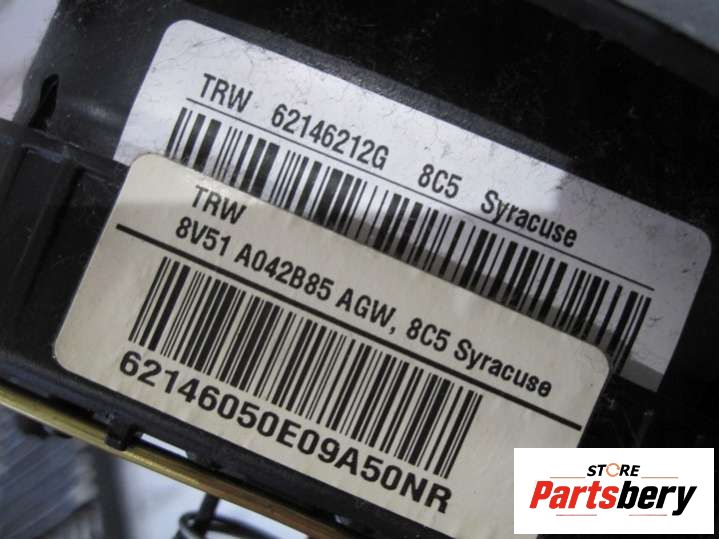 TRW 62146212G 8C5 Syracuse
TRW
8V51 A042B85 AGW, 8C5 Syracuse
62146050E09A50NR
STORE
Partsbery